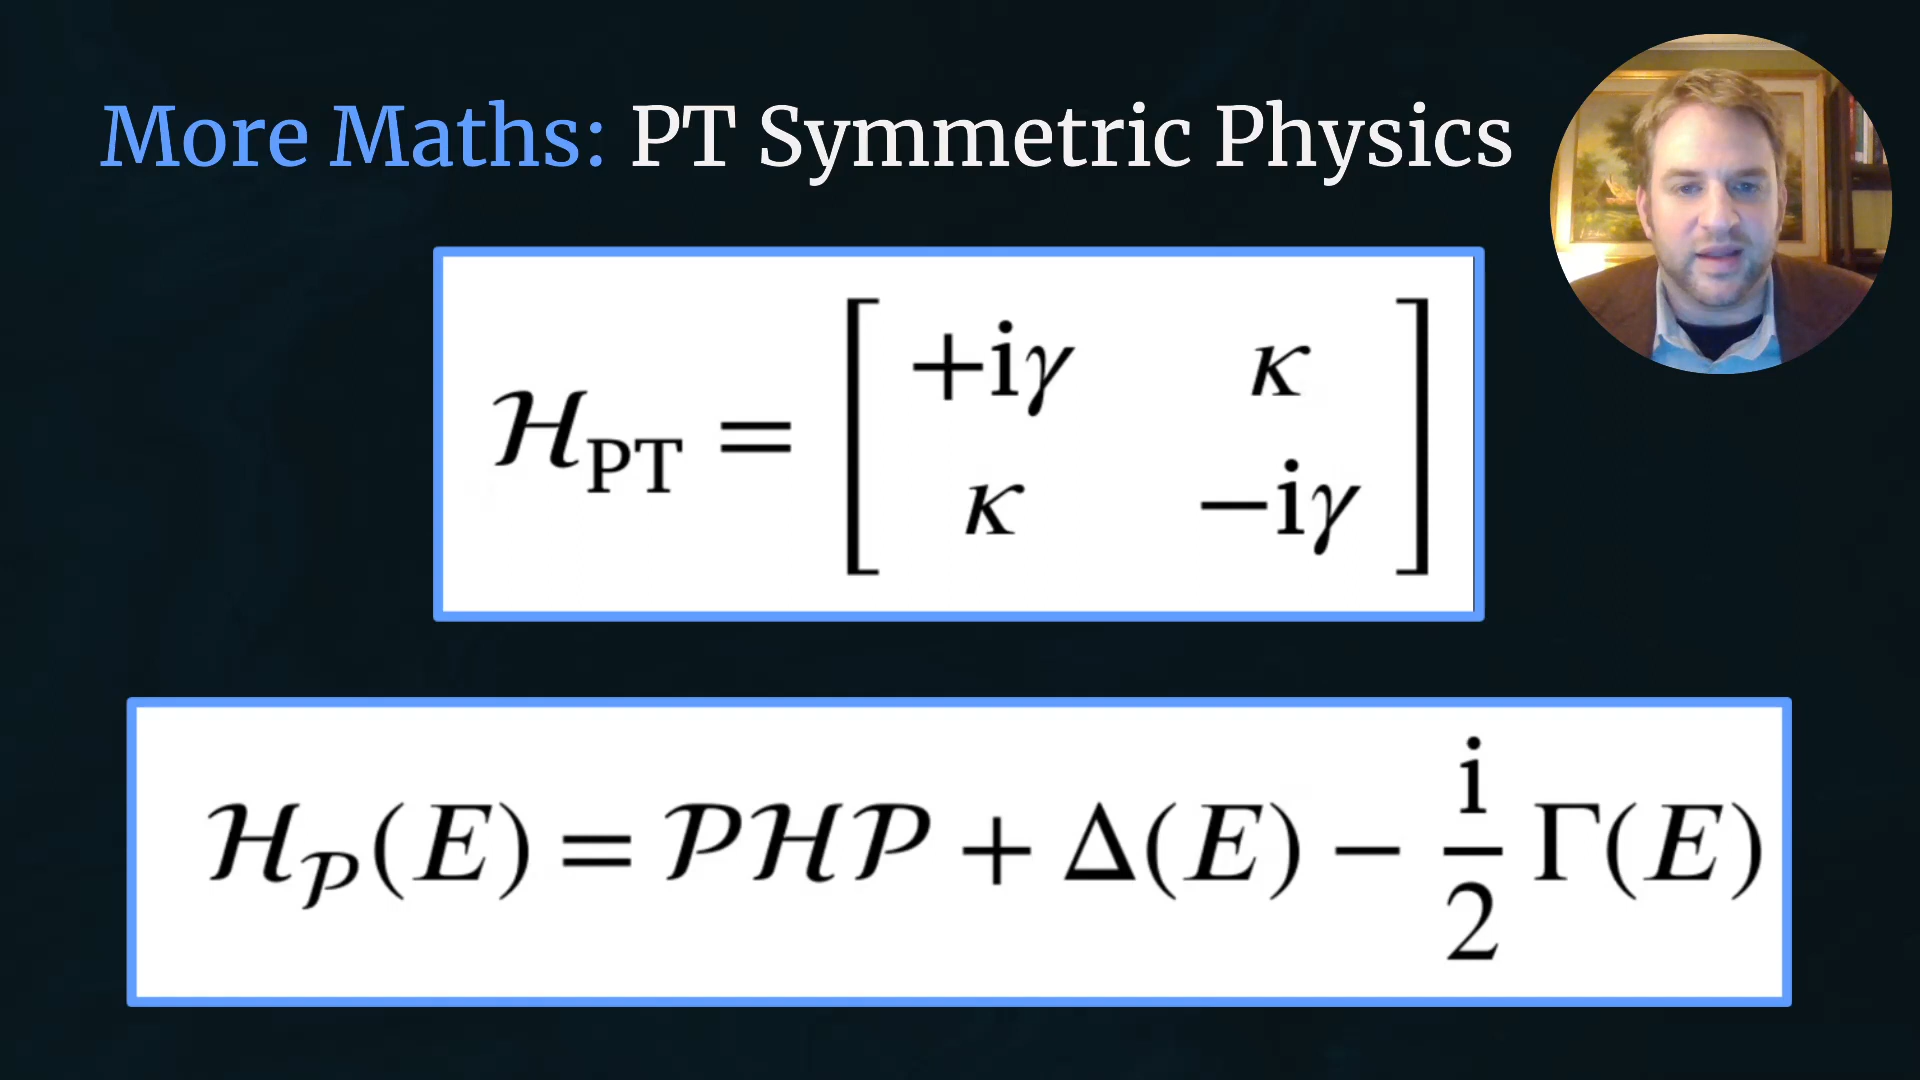 More Maths: PT Symmetric Physics
ℋ_PT = [ +iγ κ
κ −iγ ]
ℋ_𝒫(E) = 𝒫ℋ𝒫 + Δ(E) − i/2 Γ(E)